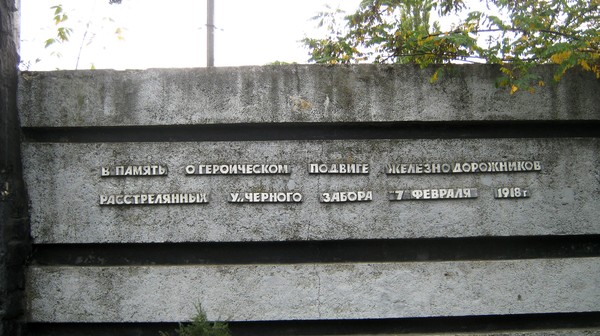 В ПАМЯТЬ О ГЕРОИЧЕСКОМ ПОДВИГЕ ЖЕЛЕЗНОДОРОЖНИКОВ
РАССТРЕЛЯННЫХ У„ЧЕРНОГО ЗАБОРА 7 ФЕВРАЛЯ 1918 г